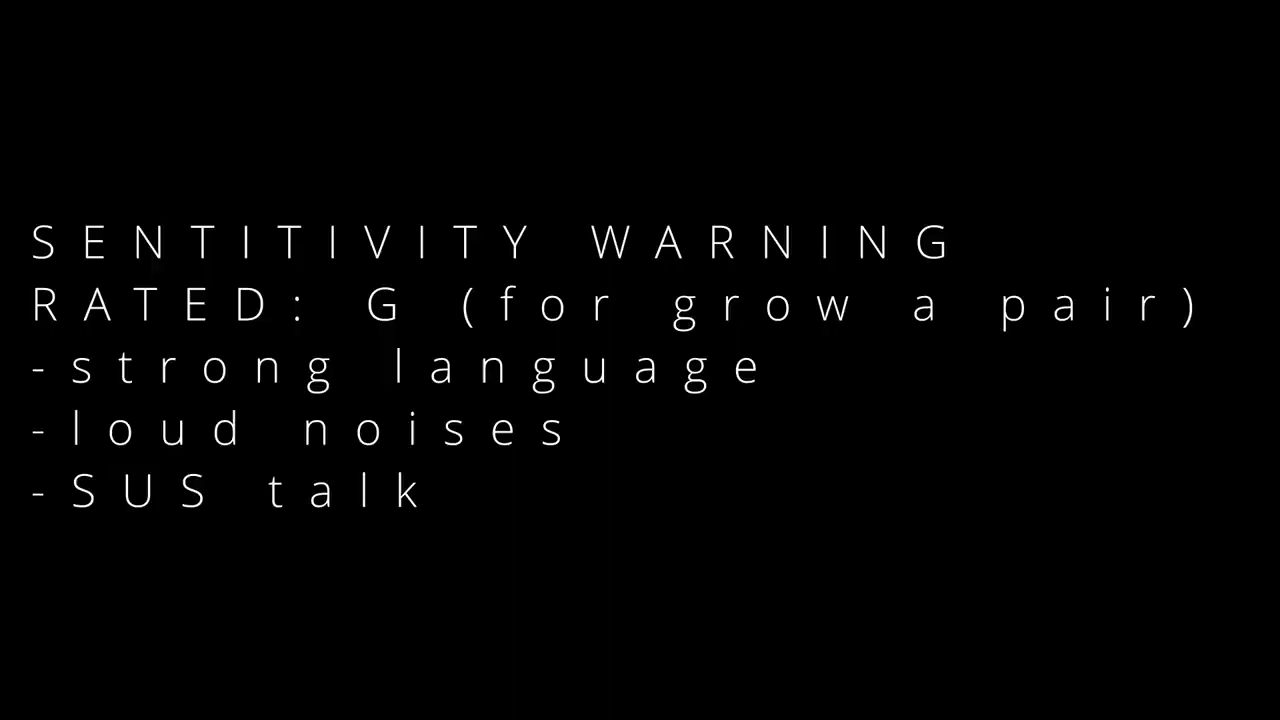 SENTITIVITY WARNING
RATED: G (for grow a pair)
-strong language
-loud noises
-SUS talk